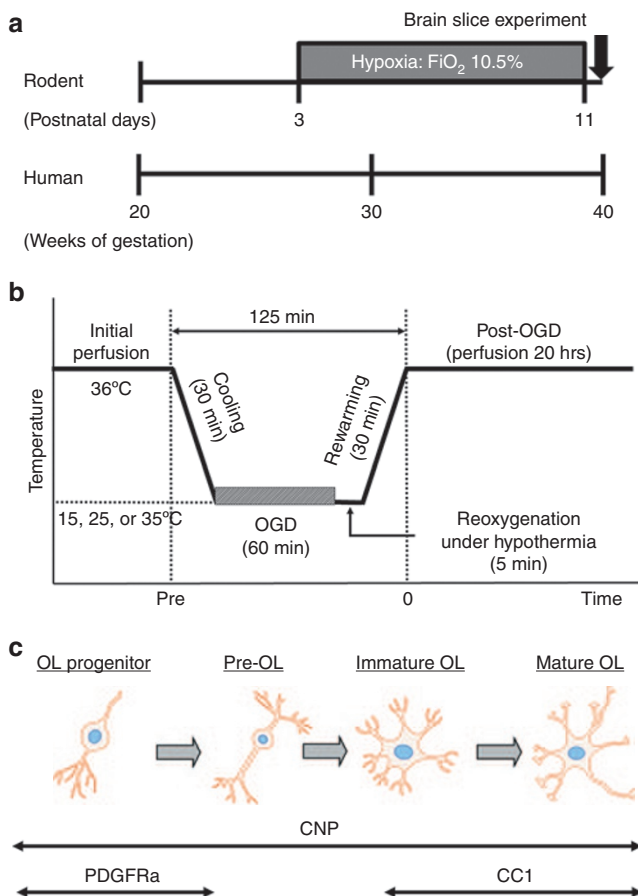 a
Brain slice experiment
Hypoxia: FiO2 10.5%
Rodent
(Postnatal days)
3
11
Human
20
30
40
(Weeks of gestation)
b
125 min
Initial
perfusion
36ºC
Cooling
(30 min)
Rewarming
(30 min)
Post-OGD
(perfusion 20 hrs)
Temperature
15, 25, or 35ºC
OGD
(60 min)
Reoxygenation
under hypothermia
(5 min)
Pre
0
Time
c
OL progenitor
Pre-OL
Immature OL
Mature OL
CNP
PDGFRa
CC1